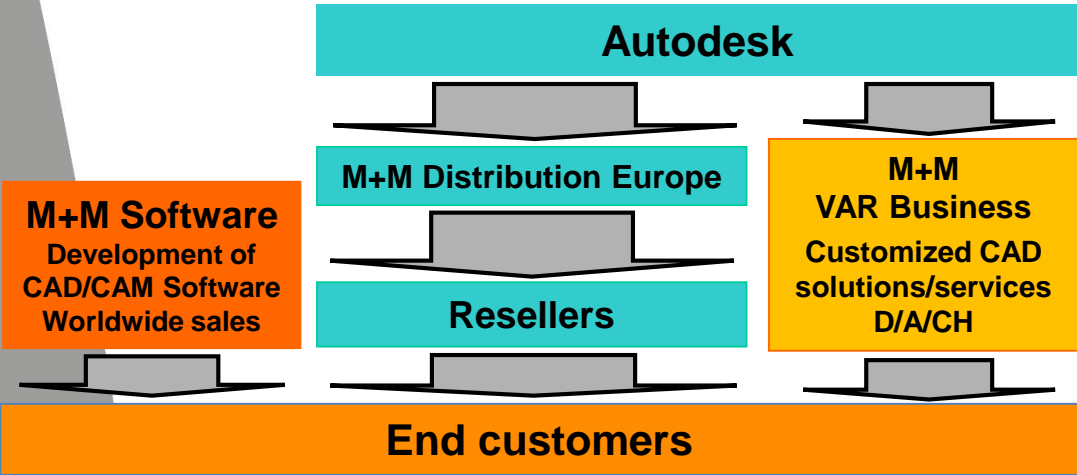 Autodesk
M+M Distribution Europe
M+M
VAR Business
Customized CAD
solutions/services
D/A/CH
M+M Software
Development of
CAD/CAM Software
Worldwide sales
Resellers
End customers